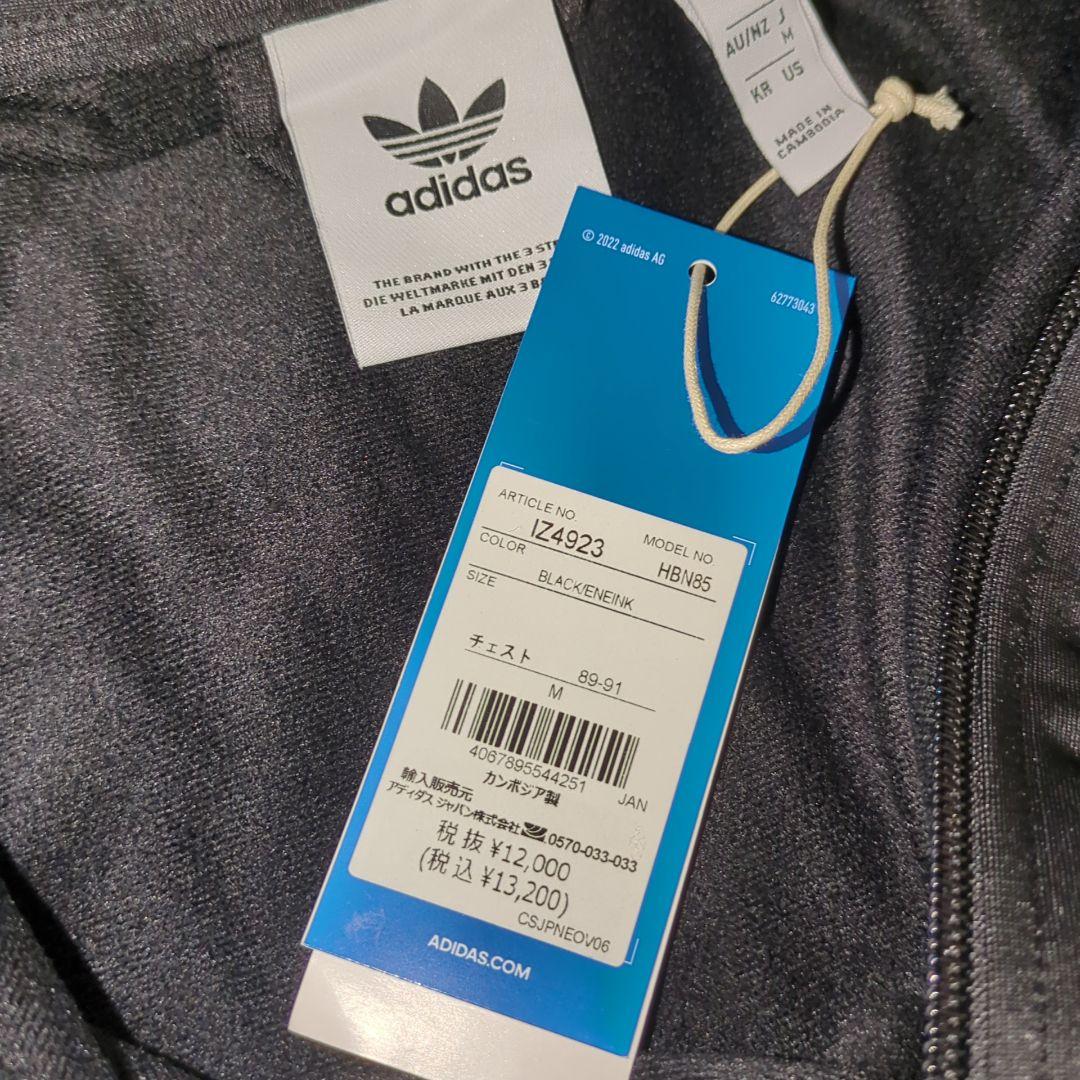 adidas
THE BRAND WITH THE 3
DIE WELTMARKE MIT DEN 3
LA MARQUE AUX 3
J
AU/NZ M
KR US
MADE IN
CAMBODIA
© 2022 adidas AG
62773043
ARTICLE NO.
IZ4923
MODEL NO.
HBN85
COLOR
BLACK/ENEINK
SIZE
チェスト 89-91
M
4067895544251 JAN
カンボジア製
輸入販売元
アディダス ジャパン株式会社 0570-033-033
税抜 ¥12,000
(税込 ¥13,200)
CSJPNEOV06
ADIDAS.COM